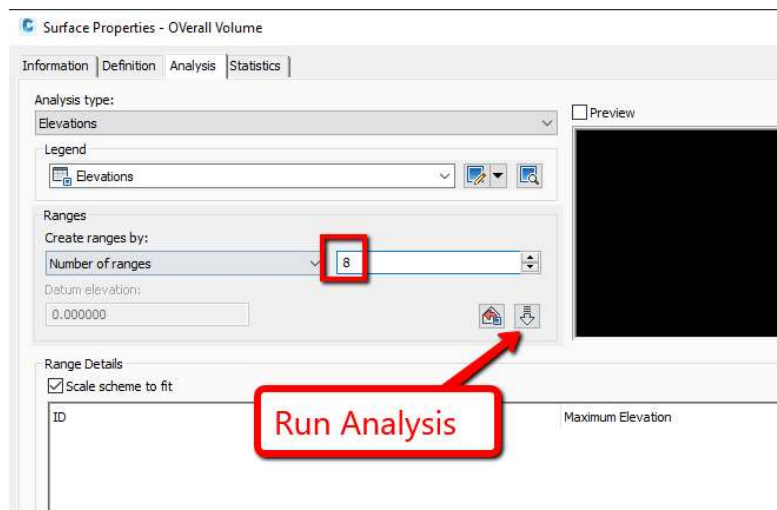 Surface Properties - OVerall Volume
Information Definition Analysis Statistics
Analysis type:
Elevations
Preview
Legend
Elevations
Ranges
Create ranges by:
Number of ranges 8
Datum elevation:
0.000000
Range Details
Scale scheme to fit
ID Maximum Elevation
Run Analysis